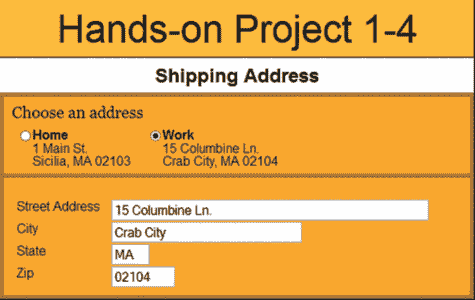 Hands-on Project 1-4
Shipping Address
Choose an address
Home Work
1 Main St. 15 Columbine Ln.
Sicilia, MA 02103 Crab City, MA 02104
Street Address 15 Columbine Ln.
City Crab City
State MA
Zip 02104